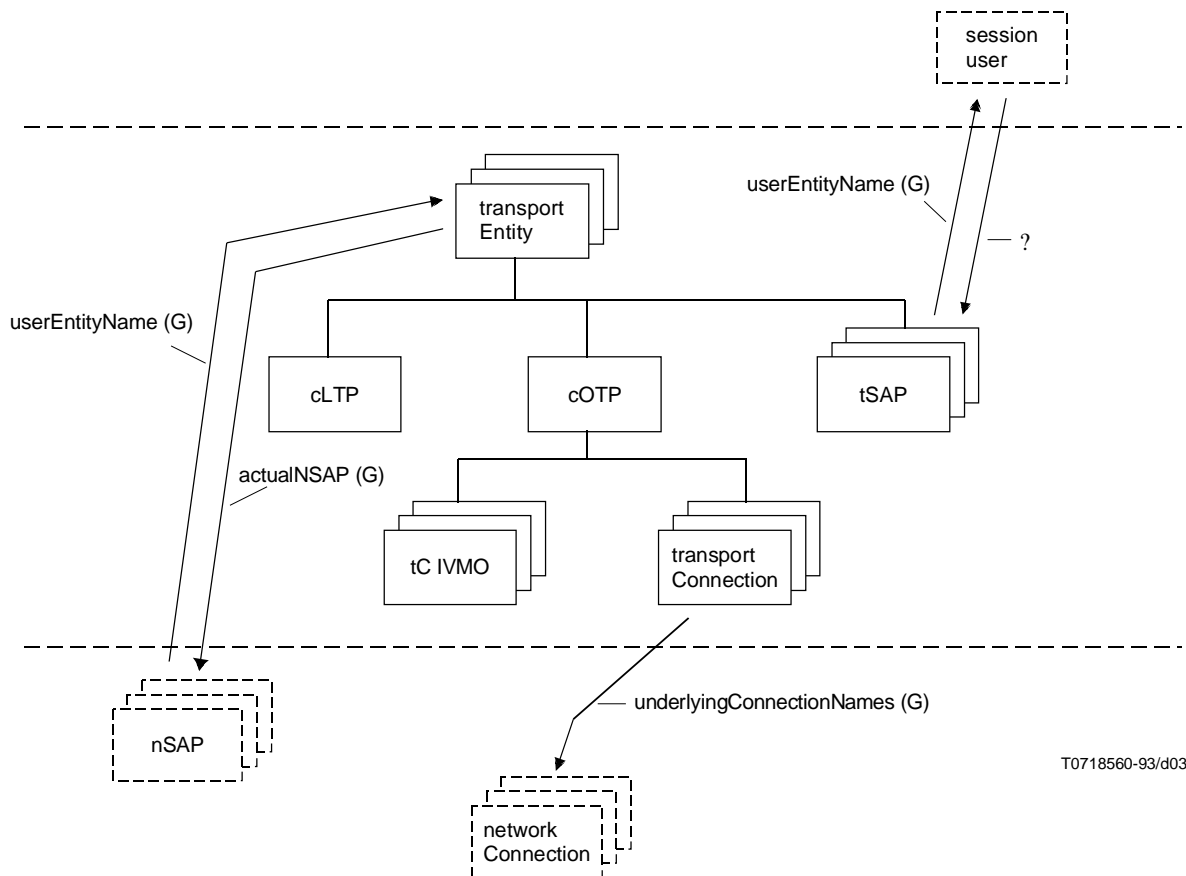 session
user
userEntityName (G)
?
transport
Entity
userEntityName (G)
cLTP
cOTP
tSAP
actualNSAP (G)
tC IVMO
transport
Connection
underlyingConnectionNames (G)
nSAP
T0718560-93/d03
network
Connection